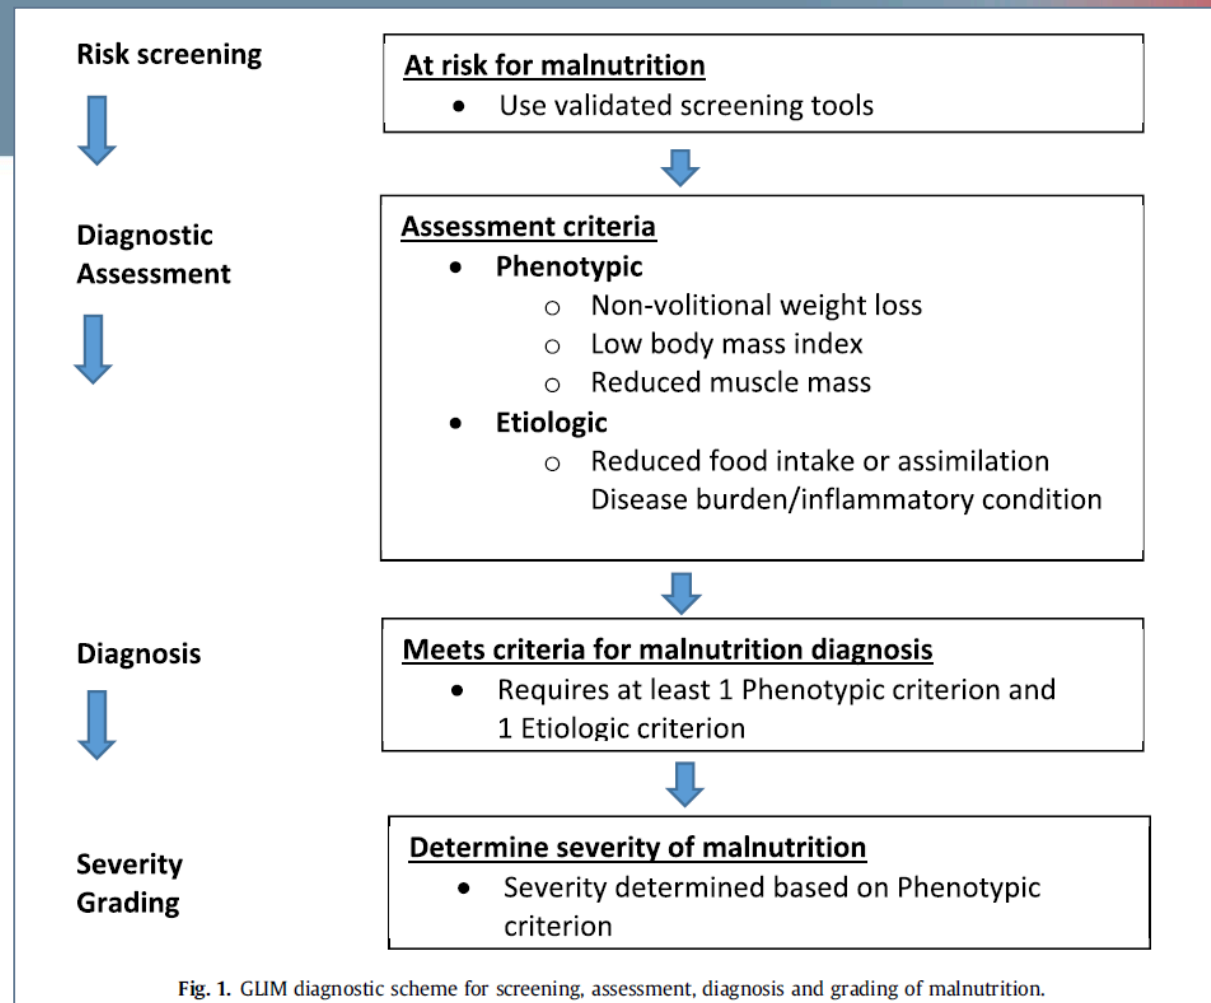 Risk screening
At risk for malnutrition
• Use validated screening tools
Diagnostic
Assessment
Assessment criteria
• Phenotypic
o Non-volitional weight loss
o Low body mass index
o Reduced muscle mass
• Etiologic
o Reduced food intake or assimilation
Disease burden/inflammatory condition
Diagnosis
Meets criteria for malnutrition diagnosis
• Requires at least 1 Phenotypic criterion and
1 Etiologic criterion
Severity
Grading
Determine severity of malnutrition
• Severity determined based on Phenotypic
criterion
Fig. 1. GLIM diagnostic scheme for screening, assessment, diagnosis and grading of malnutrition.